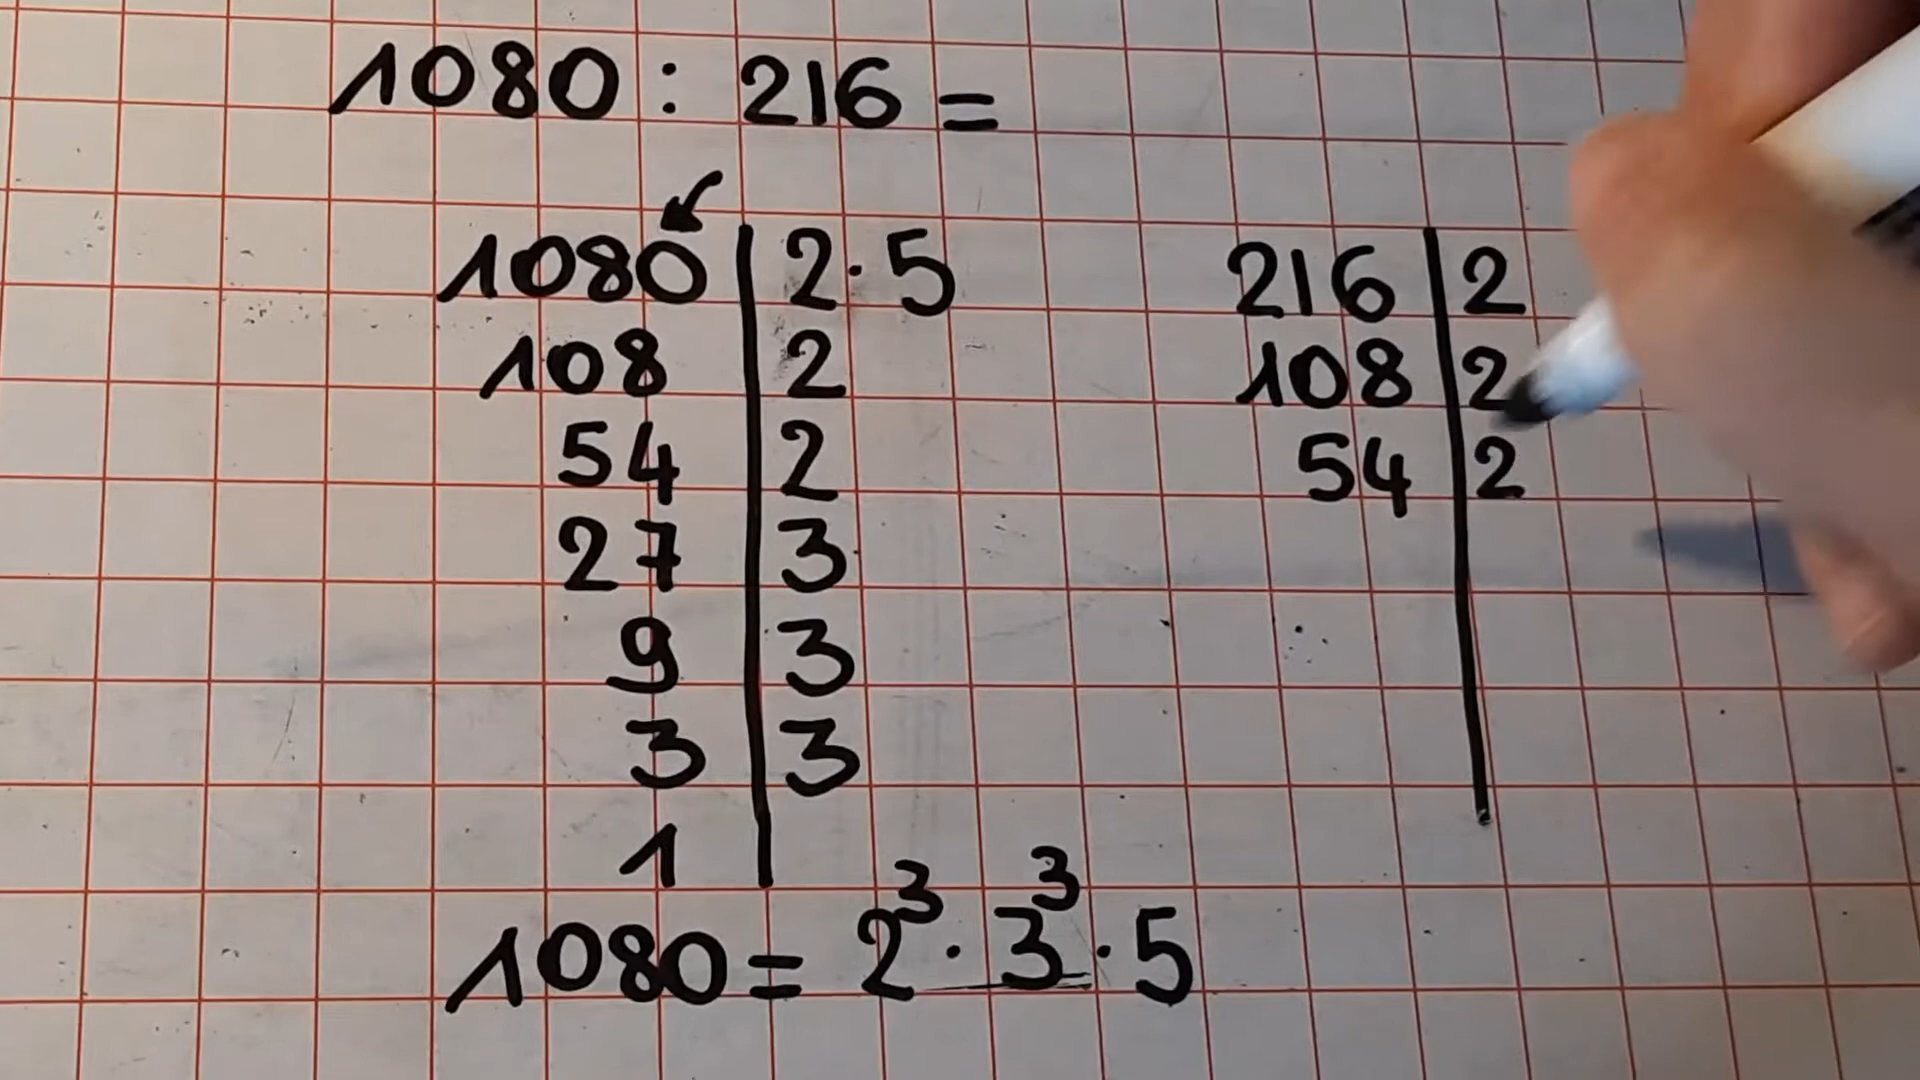 1080 : 216 =
1080 | 2·5
108 | 2
54 | 2
27 | 3
9 | 3
3 | 3
1 |
1080 = 2³·3³·5
216 | 2
108 | 2
54 | 2